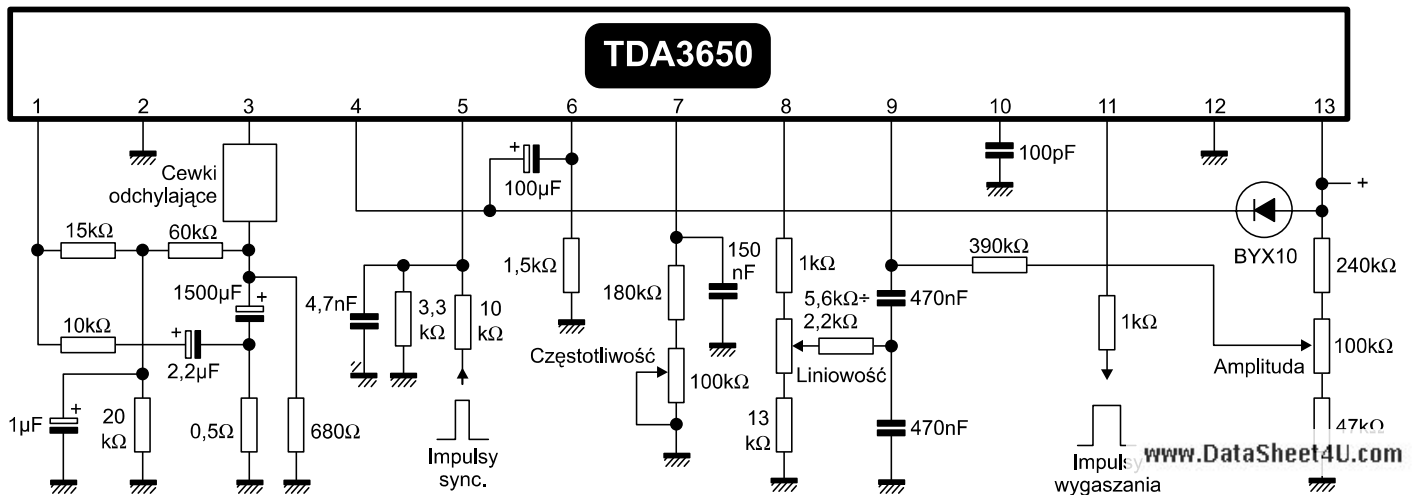 TDA3650
1 2 3 4 5 6 7 8 9 10 11 12 13
Cewki
odchylające
+
100µF
100pF
+
BYX10
15kΩ
60kΩ
1500µF
+
10kΩ
+
2,2µF
1µF
+
20
kΩ
0,5Ω
680Ω
4,7nF
3,3
kΩ
10
kΩ
Impulsy
sync.
1,5kΩ
180kΩ
150
nF
Częstotliwość
100kΩ
1kΩ
5,6kΩ÷
2,2kΩ
Liniowość
13
kΩ
470nF
470nF
390kΩ
1kΩ
Impulsy
wygaszania
240kΩ
100kΩ
Amplituda
47kΩ
www.DataSheet4U.com